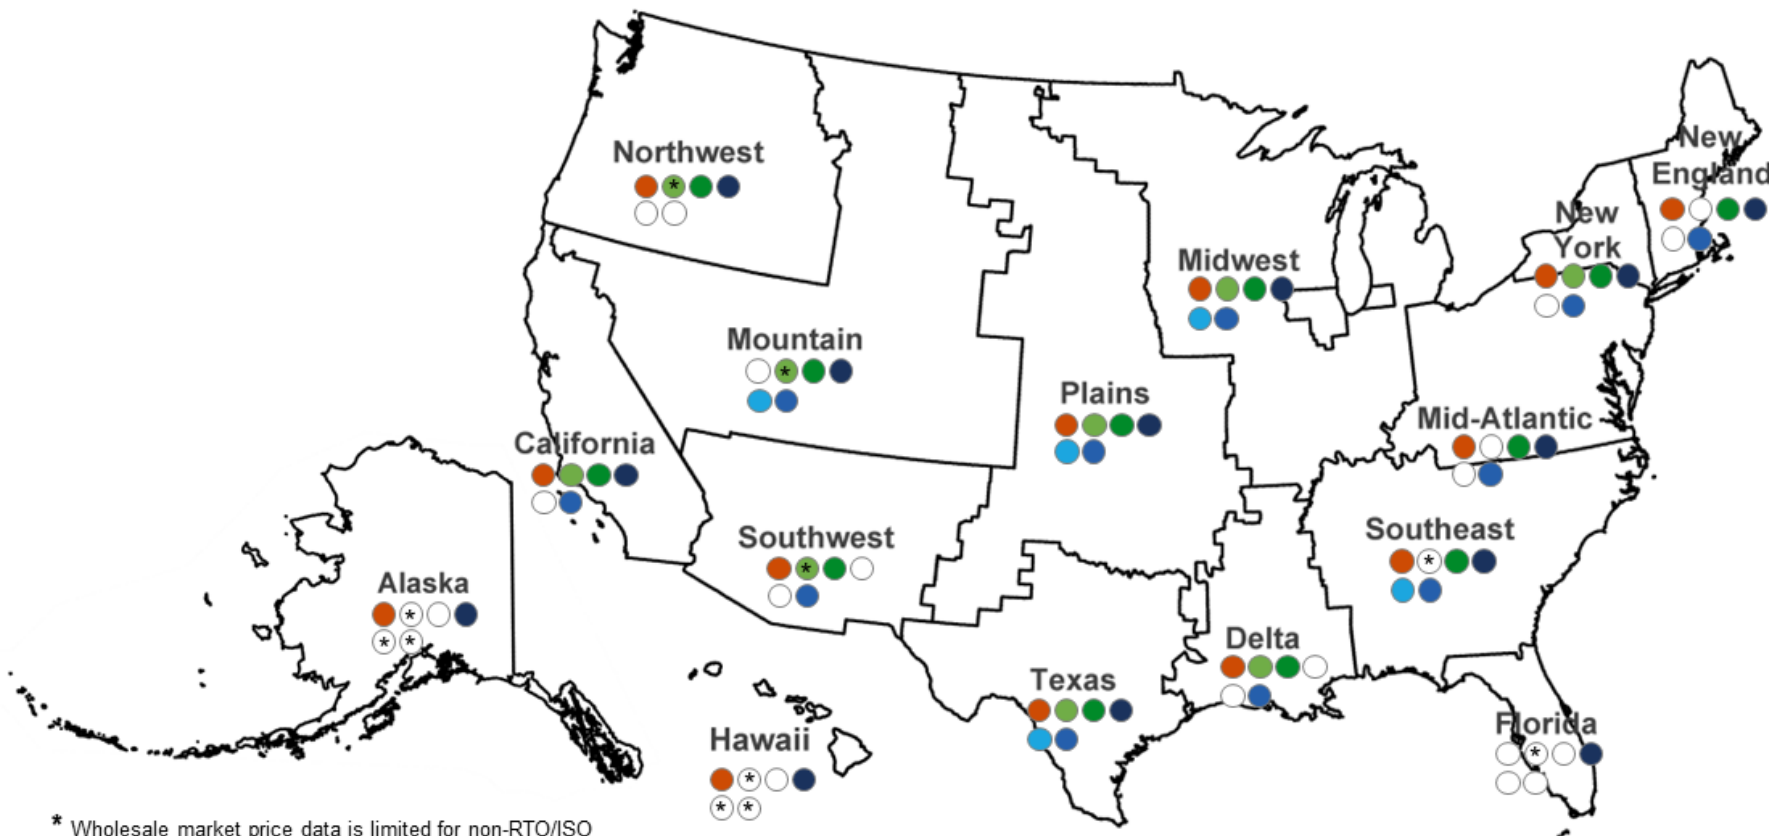 New
England
Northwest
*
New
York
Midwest
Mountain
*
Plains
Mid-Atlantic
California
Southwest
*
Southeast
*
Alaska
*
* *
Delta
Texas
Florida
*
Hawaii
*
* *
* Wholesale market price data is limited for non-RTO/ISO